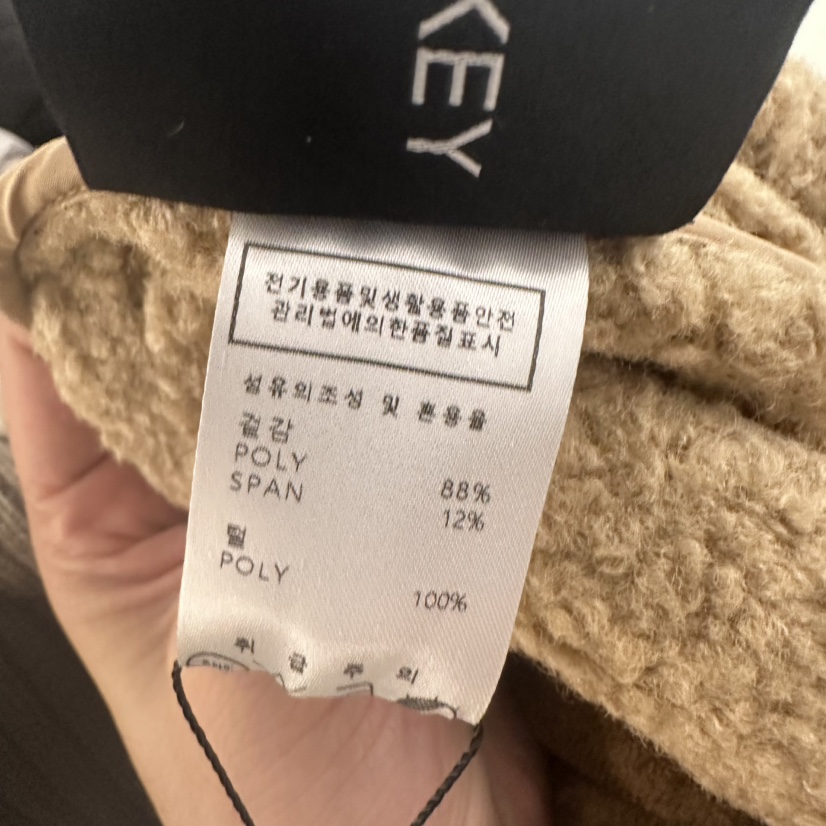 KEY
전기용품및생활용품안전
관리법에의한품질표시
섬유의조성 및 혼용율
겉감
POLY 88%
SPAN 12%
털
POLY 100%
취 급 주 의